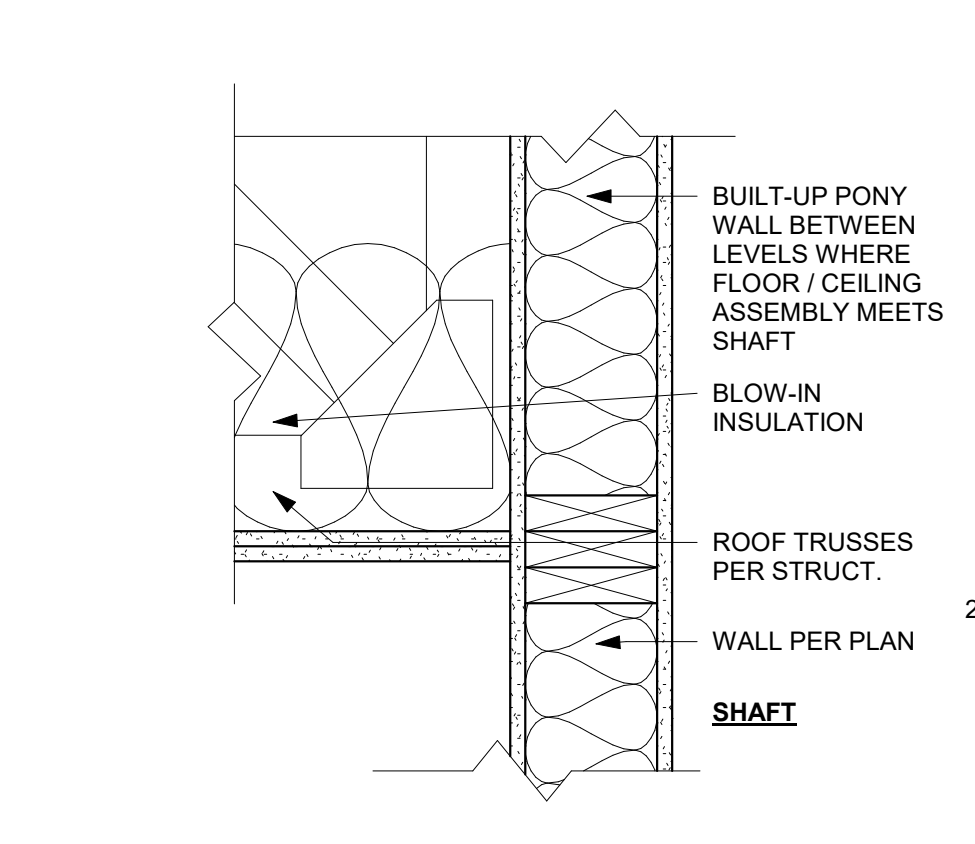 BUILT-UP PONY
WALL BETWEEN
LEVELS WHERE
FLOOR / CEILING
ASSEMBLY MEETS
SHAFT
BLOW-IN
INSULATION
ROOF TRUSSES
PER STRUCT.
2
WALL PER PLAN
SHAFT